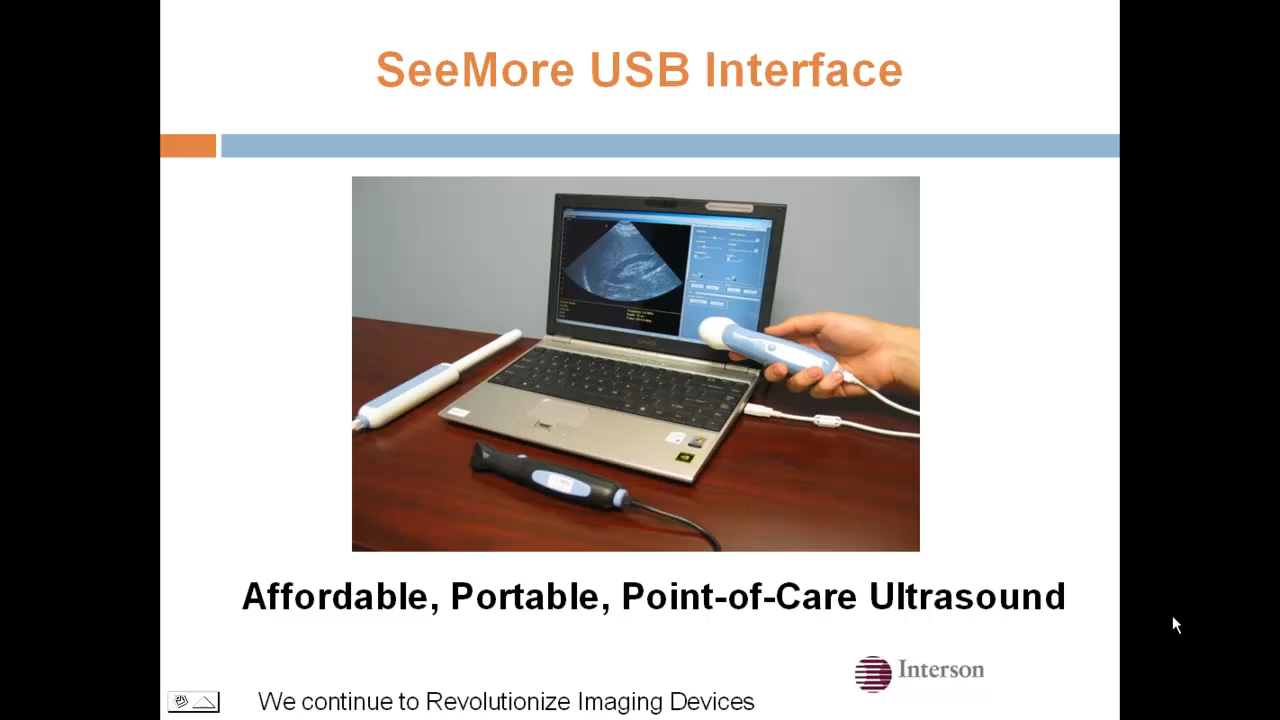 SeeMore USB Interface
Affordable, Portable, Point-of-Care Ultrasound
Interson
We continue to Revolutionize Imaging Devices